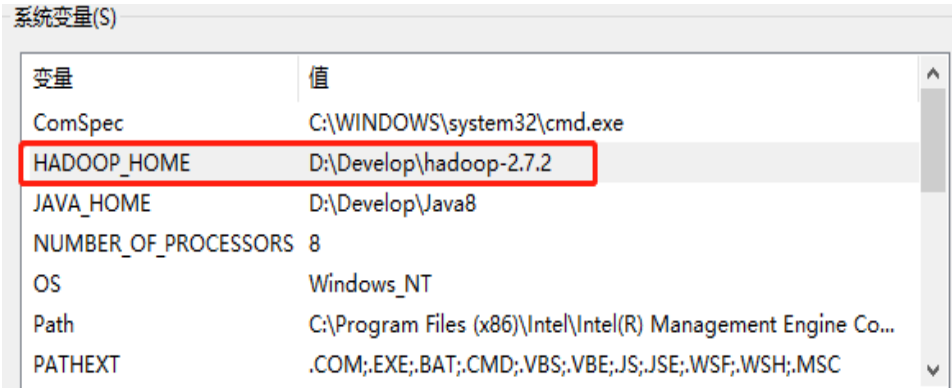 系统变量(S)
变量 值
ComSpec C:\WINDOWS\system32\cmd.exe
HADOOP_HOME D:\Develop\hadoop-2.7.2
JAVA_HOME D:\Develop\Java8
NUMBER_OF_PROCESSORS 8
OS Windows_NT
Path C:\Program Files (x86)\Intel\Intel(R) Management Engine Co...
PATHEXT .COM;.EXE;.BAT;.CMD;.VBS;.VBE;.JS;.JSE;.WSF;.WSH;.MSC